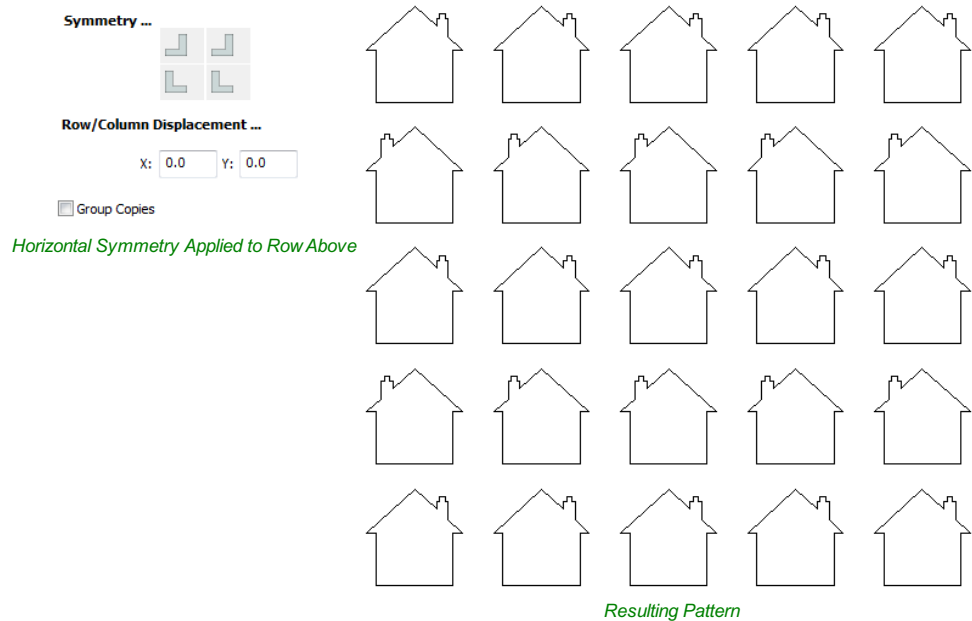 Symmetry ...
Row/Column Displacement ...
X: 0.0 Y: 0.0
Group Copies
Horizontal Symmetry Applied to Row Above
Resulting Pattern